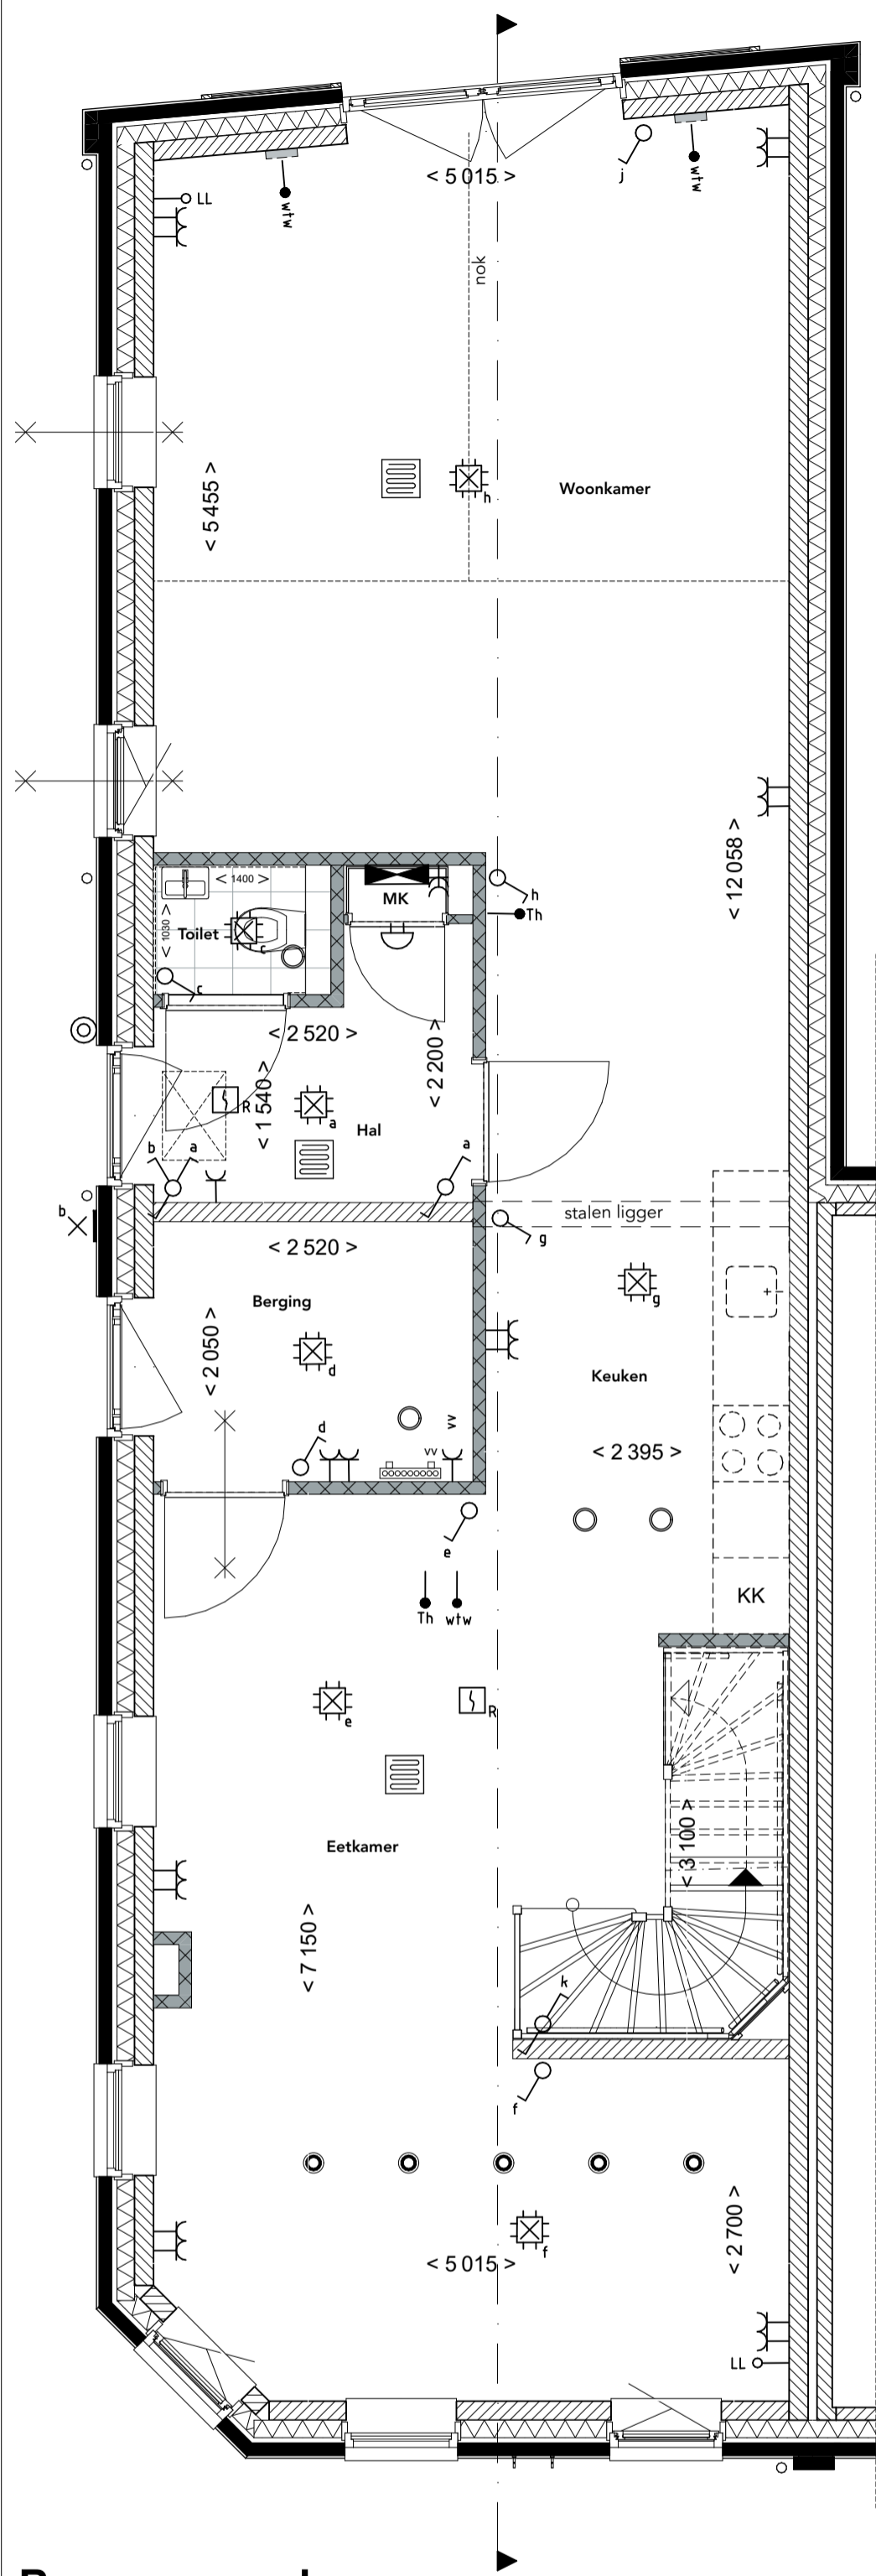 < 5 015 >
j
wtw
LL
wtw
nok
h
Woonkamer
< 5 455 >
< 12 058 >
< 1400 >
MK
h
Th
< 1030 >
Toilet
c
c
< 2 520 >
< 2 200 >
< 1 540 >
R
a
Hal
b
a
a
b
stalen ligger
g
< 2 520 >
Berging
g
< 2 050 >
d
Keuken
d
vv
vv
< 2 395 >
e
KK
Th
wtw
e
R
< 3 100 >
Eetkamer
< 7 150 >
k
f
< 2 700 >
f
< 5 015 >
LL